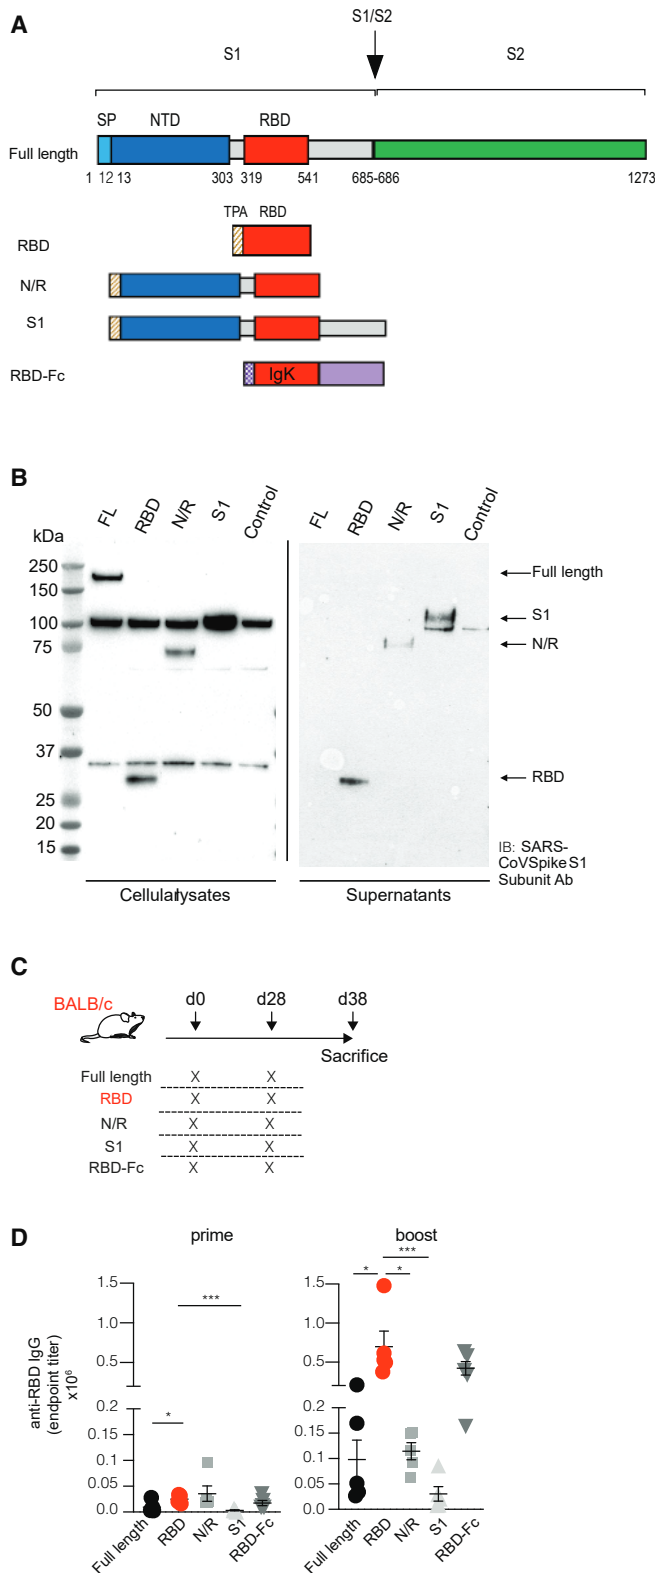 A
S1/S2
S1
S2
SP NTD RBD
Full length
1 12 13 303 319 541 685-686 1273
TPA RBD
RBD
N/R
S1
RBD-Fc
IgK
B
FL RBD N/R S1 Control
FL RBD N/R S1 Control
kDa
250
150
100
75
50
37
25
20
15
Full length
S1
N/R
RBD
IB: SARS-
CoVSpikeS1
Subunit Ab
Cellularlysates
Supernatants
C
BALB/c
d0 d28 d38
Sacrifice
Full length X X
RBD X X
N/R X X
S1 X X
RBD-Fc X X
D
prime
boost
anti-RBD IgG
(endpoint titer)
x10⁶
1.5
1.0
0.5
0.2
0.15
0.1
0.05
0.0
* ***
Full length RBD N/R S1 RBD-Fc
1.5
1.0
0.5
0.2
0.15
0.1
0.05
0.0
***
* *
Full length RBD N/R S1 RBD-Fc